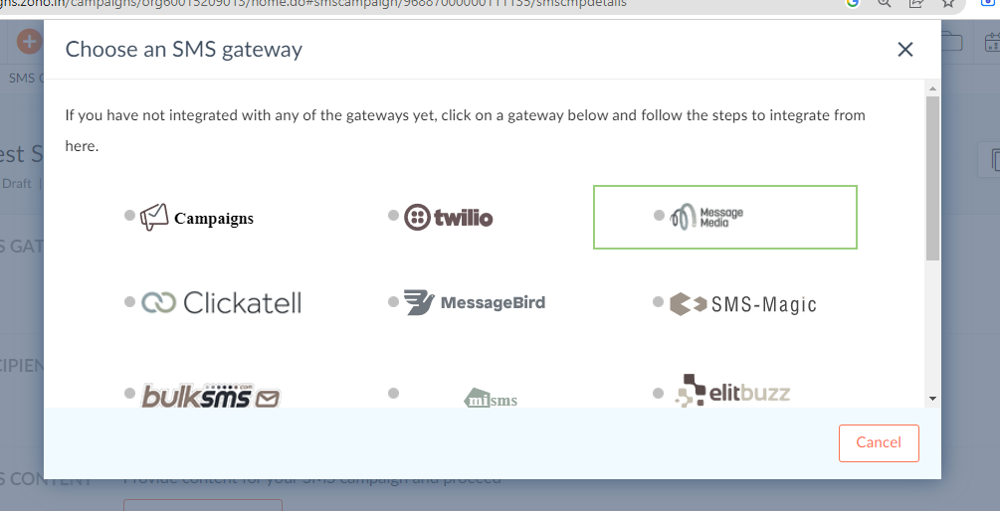 gns.zoho.in/campaigns/org60015209013/home.do#smscampaign/96887000000111135/smscmpdetails
SMS
Choose an SMS gateway
If you have not integrated with any of the gateways yet, click on a gateway below and follow the steps to integrate from
here.
est S
Draft |
Campaigns
twilio
Message
Media
S GAT
Clickatell
MessageBird
SMS-Magic
CIPIEN
bulksms.com
misms
elitbuzz
Cancel
S CONTENT
Provide content for your SMS campaign and proceed